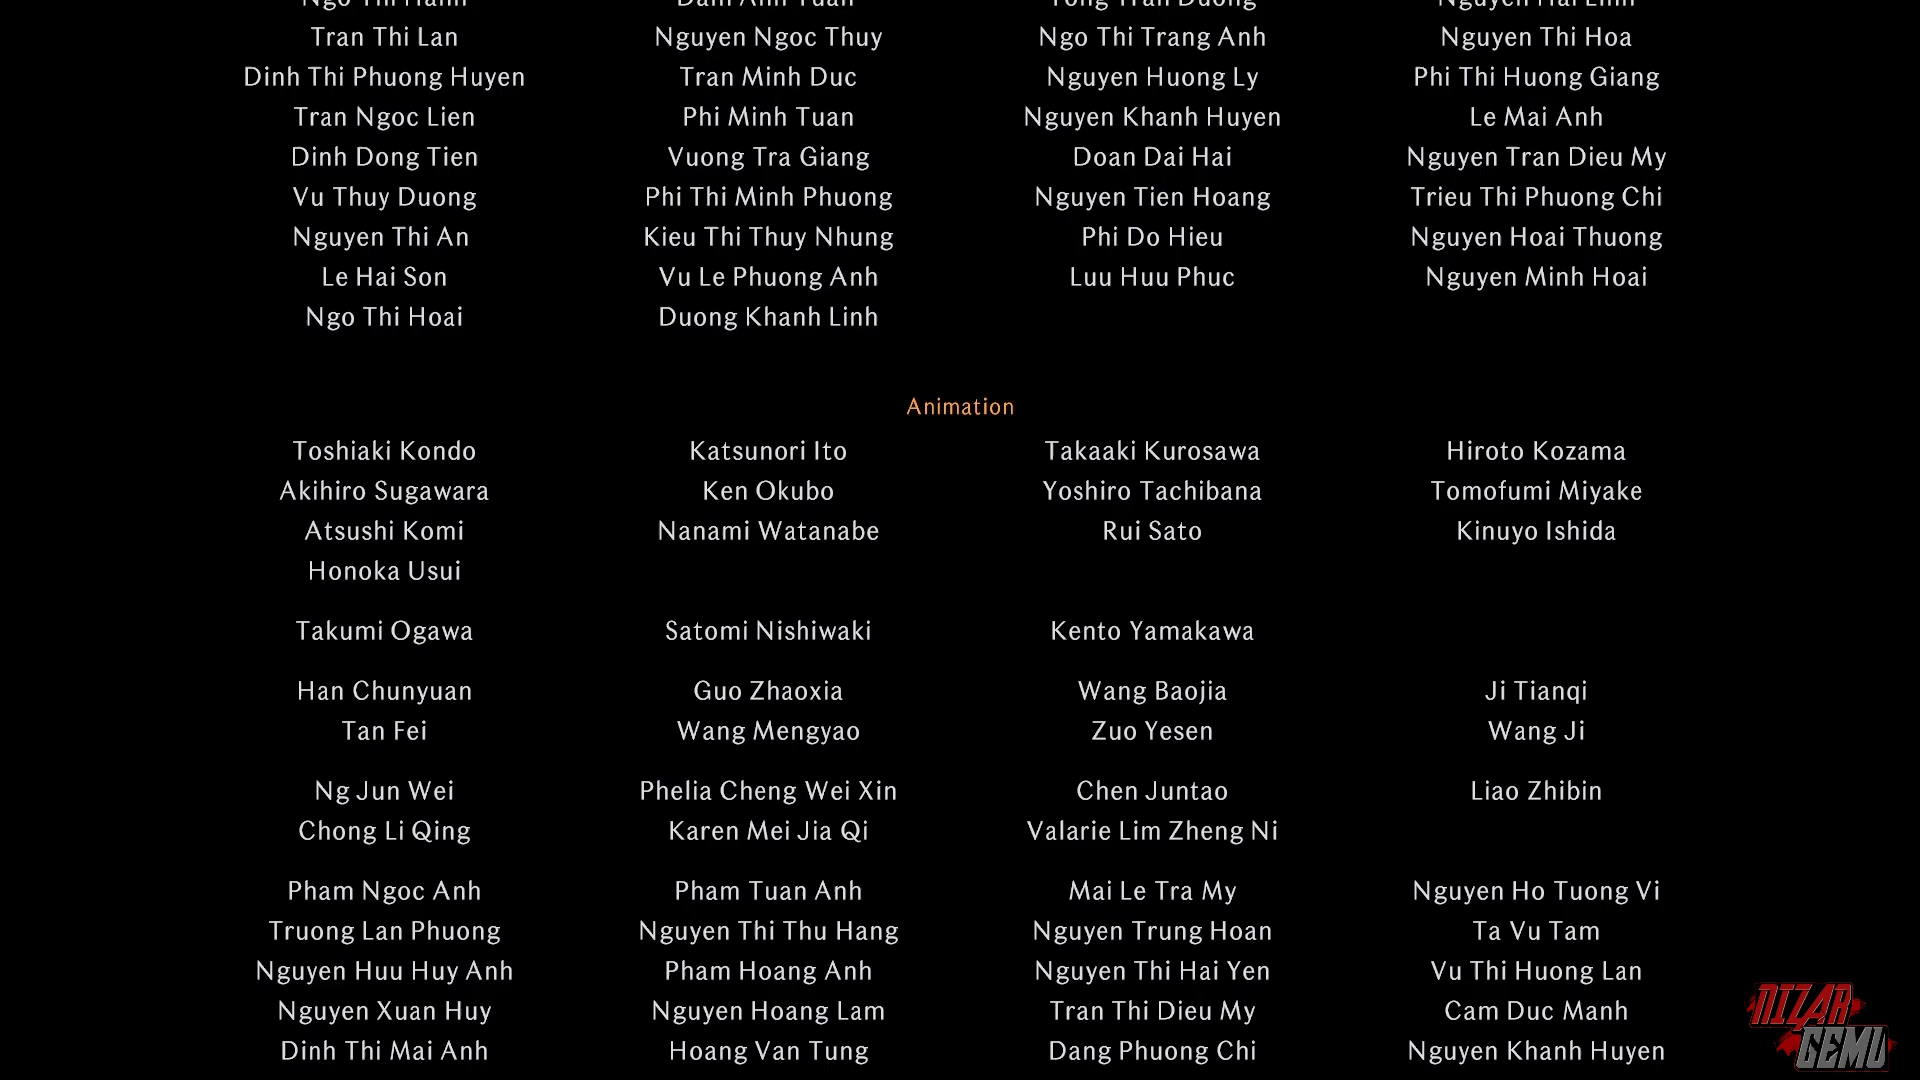 Ngo Thi Hanh Dam Anh Tuan Tong Tran Duong Nguyen Hai Linh
Tran Thi Lan Nguyen Ngoc Thuy Ngo Thi Trang Anh Nguyen Thi Hoa
Dinh Thi Phuong Huyen Tran Minh Duc Nguyen Huong Ly Phi Thi Huong Giang
Tran Ngoc Lien Phi Minh Tuan Nguyen Khanh Huyen Le Mai Anh
Dinh Dong Tien Vuong Tra Giang Doan Dai Hai Nguyen Tran Dieu My
Vu Thuy Duong Phi Thi Minh Phuong Nguyen Tien Hoang Trieu Thi Phuong Chi
Nguyen Thi An Kieu Thi Thuy Nhung Phi Do Hieu Nguyen Hoai Thuong
Le Hai Son Vu Le Phuong Anh Luu Huu Phuc Nguyen Minh Hoai
Ngo Thi Hoai Duong Khanh Linh
Animation
Toshiaki Kondo Katsunori Ito Takaaki Kurosawa Hiroto Kozama
Akihiro Sugawara Ken Okubo Yoshiro Tachibana Tomofumi Miyake
Atsushi Komi Nanami Watanabe Rui Sato Kinuyo Ishida
Honoka Usui
Takumi Ogawa Satomi Nishiwaki Kento Yamakawa
Han Chunyuan Guo Zhaoxia Wang Baojia Ji Tianqi
Tan Fei Wang Mengyao Zuo Yesen Wang Ji
Ng Jun Wei Phelia Cheng Wei Xin Chen Juntao Liao Zhibin
Chong Li Qing Karen Mei Jia Qi Valarie Lim Zheng Ni
Pham Ngoc Anh Pham Tuan Anh Mai Le Tra My Nguyen Ho Tuong Vi
Truong Lan Phuong Nguyen Thi Thu Hang Nguyen Trung Hoan Ta Vu Tam
Nguyen Huu Huy Anh Pham Hoang Anh Nguyen Thi Hai Yen Vu Thi Huong Lan
Nguyen Xuan Huy Nguyen Hoang Lam Tran Thi Dieu My Cam Duc Manh
Dinh Thi Mai Anh Hoang Van Tung Dang Phuong Chi Nguyen Khanh Huyen
NIZAR
GEMU